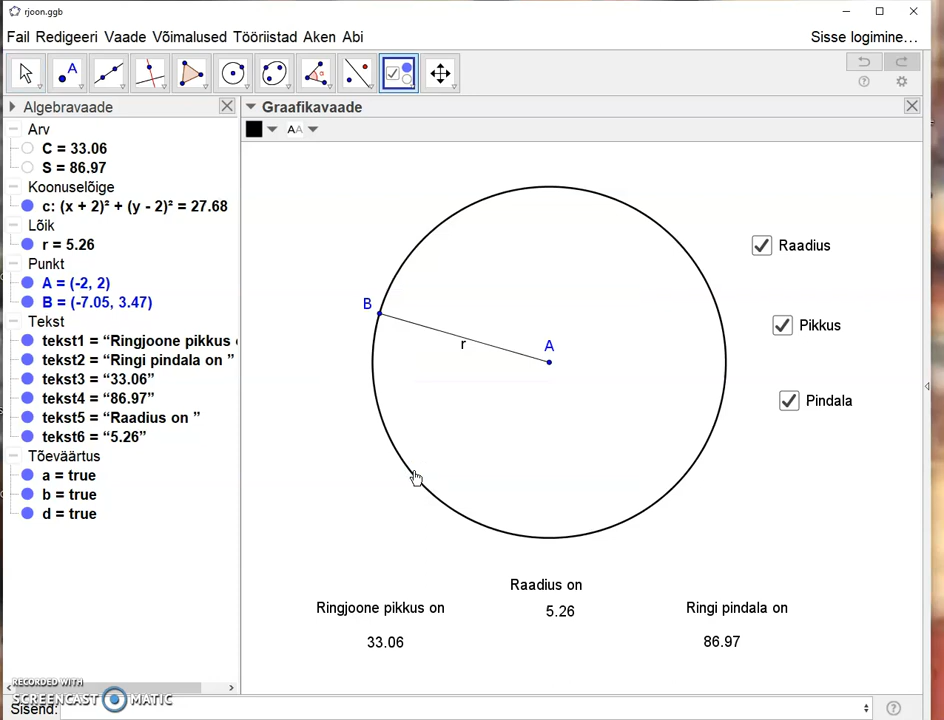 rjoon.ggb
Fail Redigeeri Vaade Võimalused Tööriistad Aken Abi
Sisse logimine...
A
Algebravaade
Graafikavaade
AA
Arv
C = 33.06
S = 86.97
Koonuselõige
c: (x + 2)² + (y - 2)² = 27.68
Lõik
r = 5.26
Punkt
A = (-2, 2)
B = (-7.05, 3.47)
Tekst
tekst1 = “Ringjoone pikkus
tekst2 = “Ringi pindala on ”
tekst3 = “33.06”
tekst4 = “86.97”
tekst5 = “Raadius on ”
tekst6 = “5.26”
Tõeväärtus
a = true
b = true
d = true
B
r
A
Raadius
Pikkus
Pindala
Raadius on
5.26
Ringjoone pikkus on
33.06
Ringi pindala on
86.97
RECORDED WITH
SCREENCAST MATIC
Sisend: